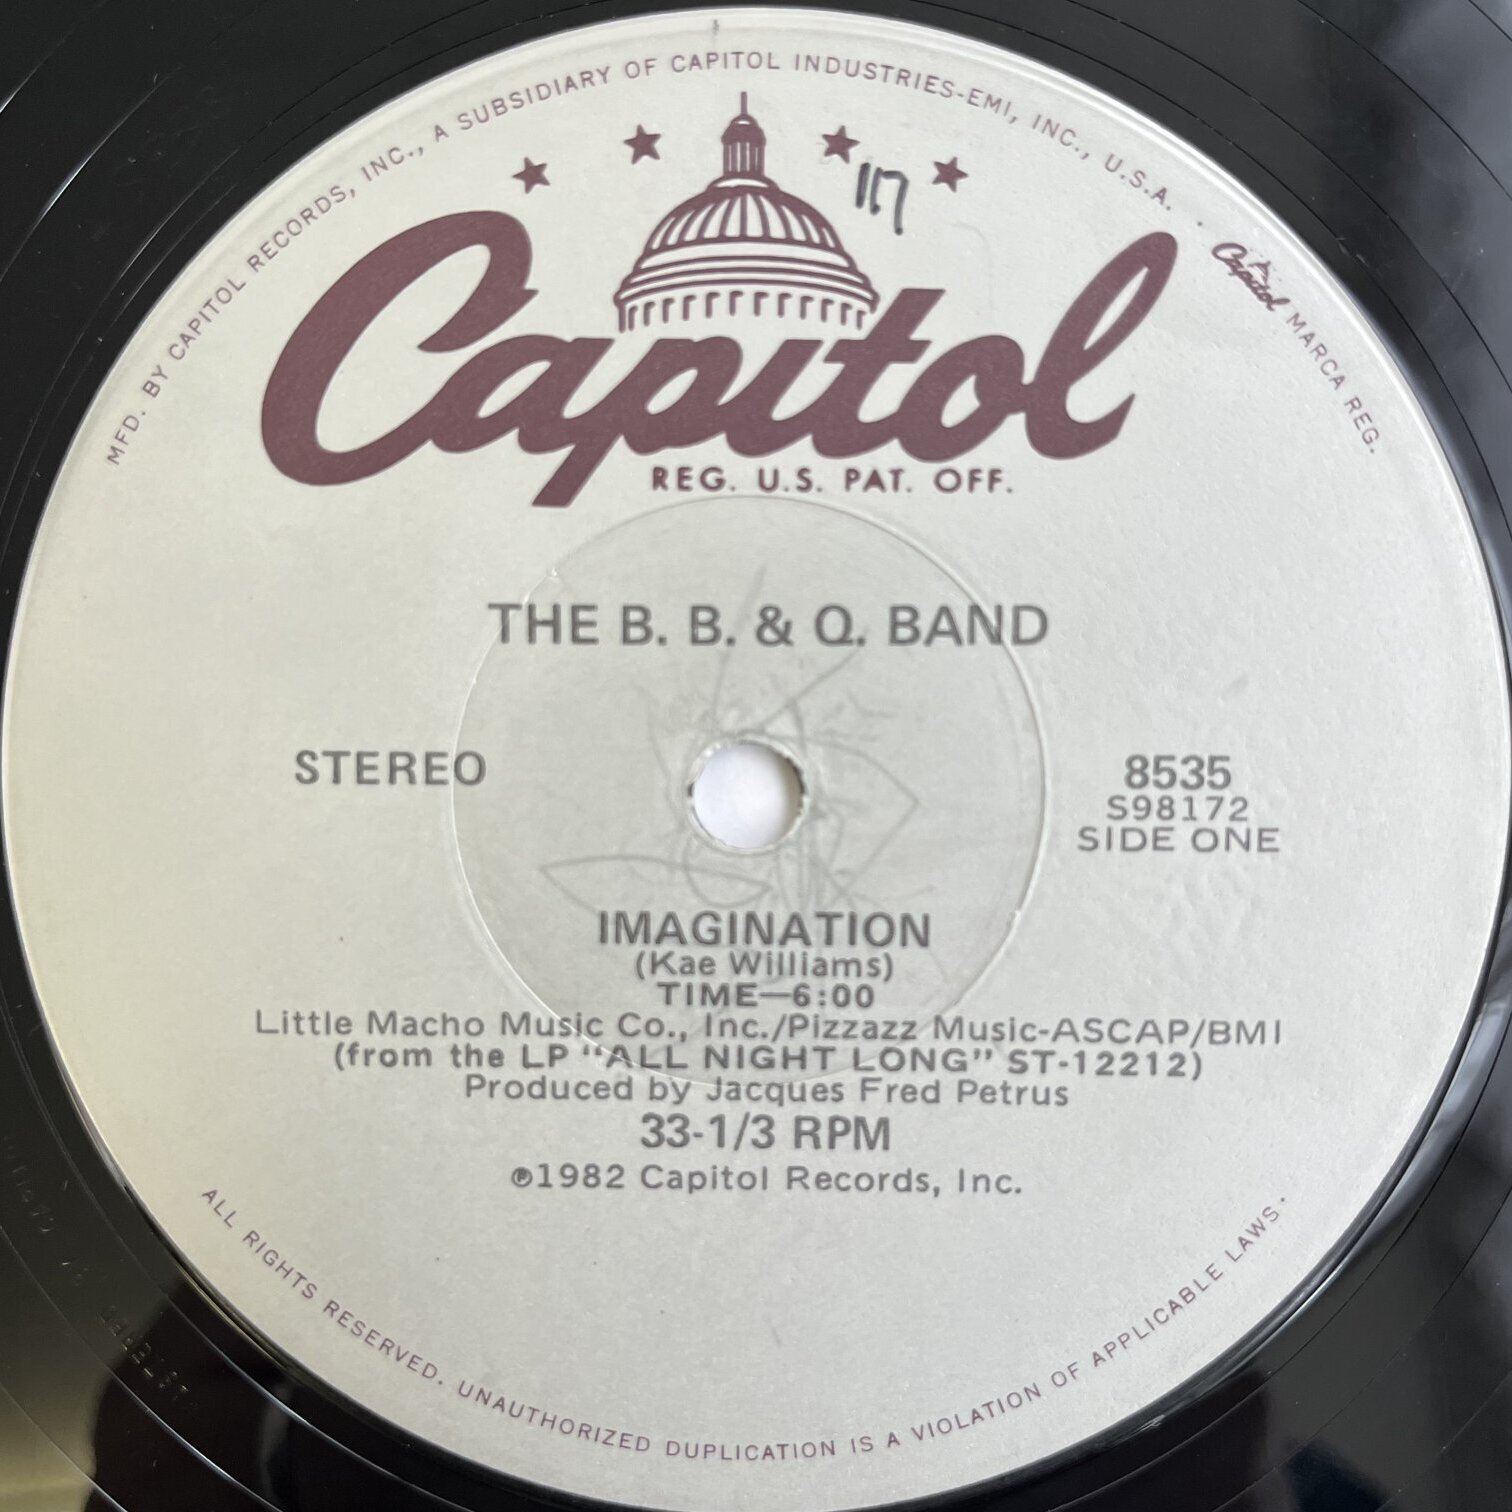 MFD. BY CAPITOL RECORDS, INC., A SUBSIDIARY OF CAPITOL INDUSTRIES-EMI, INC., U.S.A. · Capitol MARCA REG.
117
Capitol
REG. U.S. PAT. OFF.
THE B. B. & Q. BAND
STEREO
8535
S98172
SIDE ONE
IMAGINATION
(Kae Williams)
TIME—6:00
Little Macho Music Co., Inc./Pizzazz Music-ASCAP/BMI
(from the LP "ALL NIGHT LONG" ST-12212)
Produced by Jacques Fred Petrus
33-1/3 RPM
℗1982 Capitol Records, Inc.
ALL RIGHTS RESERVED. UNAUTHORIZED DUPLICATION IS A VIOLATION OF APPLICABLE LAWS.